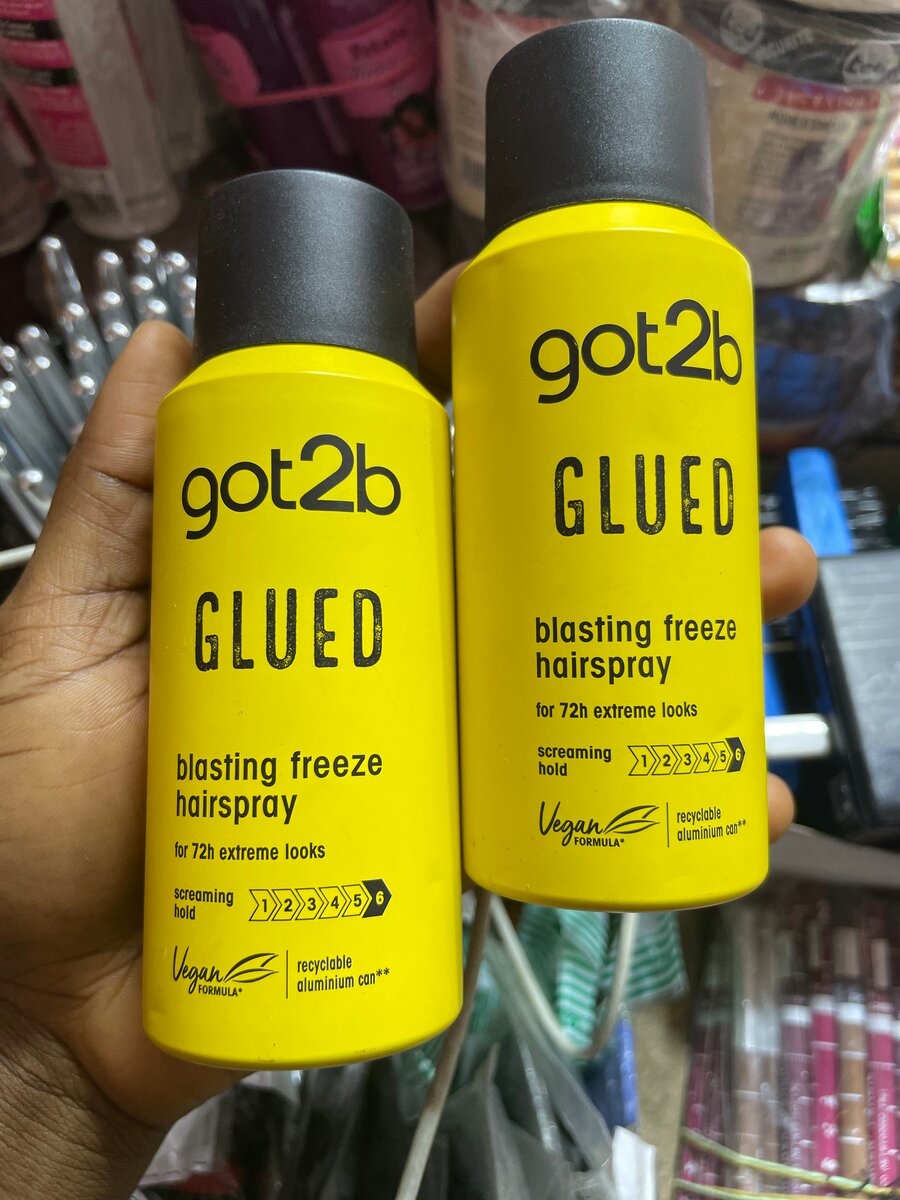 got2b
GLUED
blasting freeze
hairspray
for 72h extreme looks
screaming
hold
1 2 3 4 5 6
Vegan
FORMULA*
recyclable
aluminium can**
got2b
GLUED
blasting freeze
hairspray
for 72h extreme looks
screaming
hold
1 2 3 4 5 6
Vegan
FORMULA*
recyclable
aluminium can**